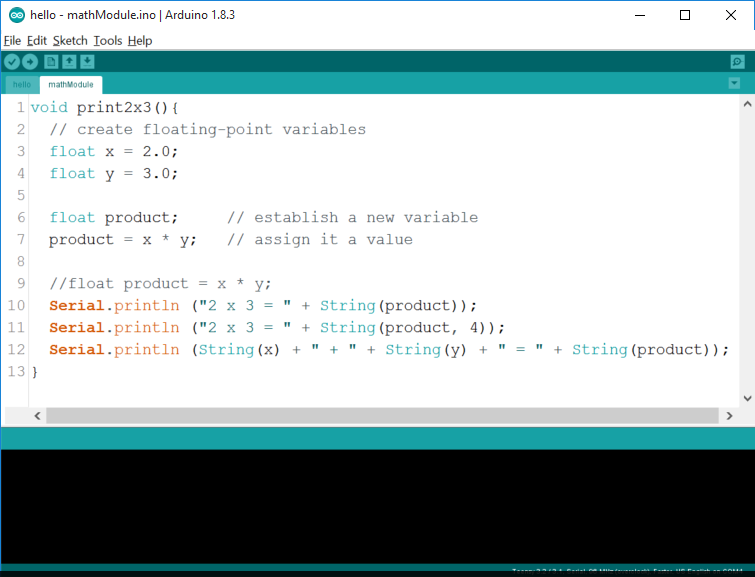 hello - mathModule.ino | Arduino 1.8.3
File Edit Sketch Tools Help
hello mathModule
1 void print2x3(){
2   // create floating-point variables
3   float x = 2.0;
4   float y = 3.0;
5
6   float product;     // establish a new variable
7   product = x * y;   // assign it a value
8
9   //float product = x * y;
10   Serial.println ("2 x 3 = " + String(product));
11   Serial.println ("2 x 3 = " + String(product, 4));
12   Serial.println (String(x) + " + " + String(y) + " = " + String(product));
13 }